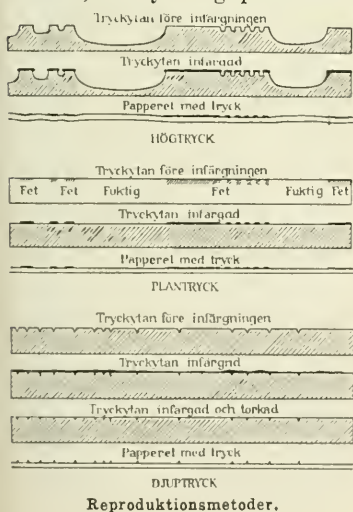 Tryckytan före infärgningen
Tryckytan infärgad
Papperet med tryck
HÖGTRYCK
Tryckytan före infärgningen
Fet Fet Fuktig Fet Fuktig Fet
Tryckytan infärgad
Papperet med tryck
PLANTRYCK
Tryckytan före infärgningen
Tryckytan infärgad
Tryckytan infärgad och torkad
Papperet med tryck
DJUPTRYCK
Reproduktionsmetoder.